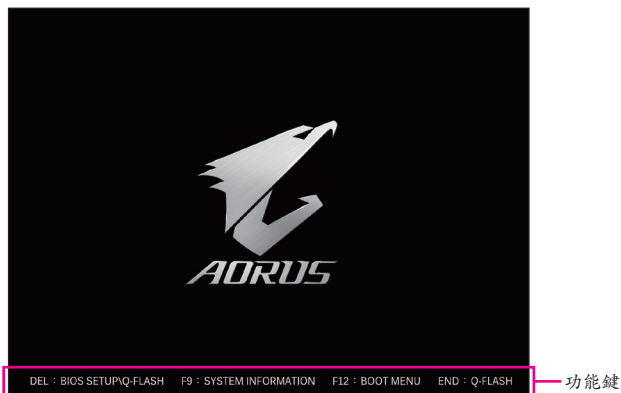 AORUS
DEL：BIOS SETUP\Q-FLASH F9：SYSTEM INFORMATION F12：BOOT MENU END：Q-FLASH
功能鍵